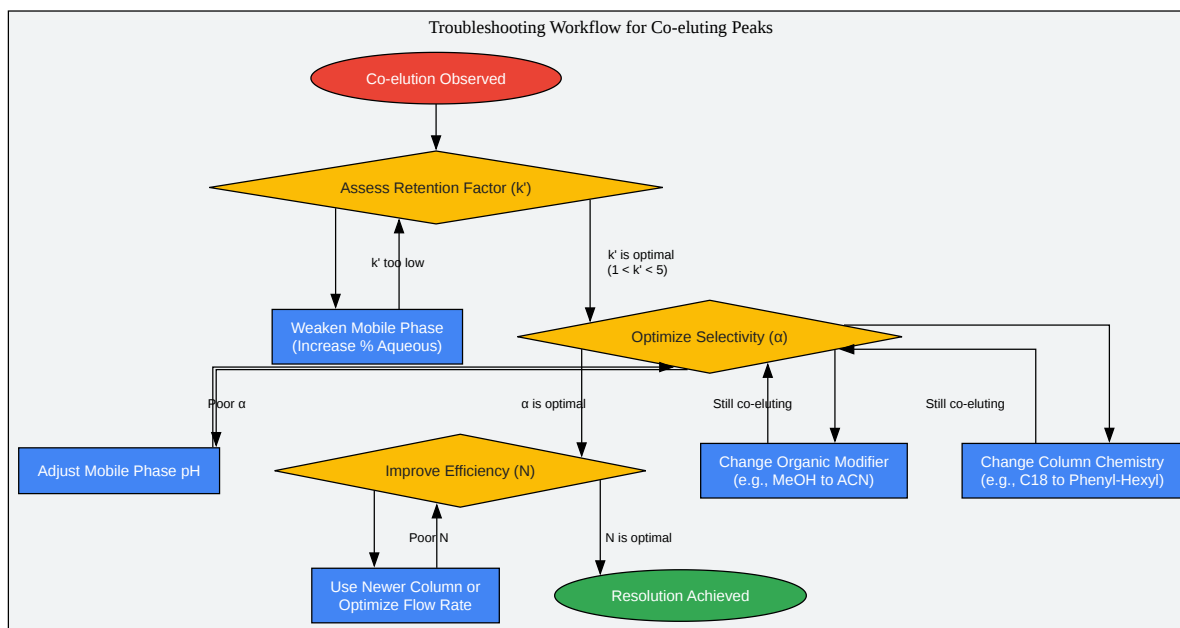 Troubleshooting Workflow for Co-eluting Peaks
Co-elution Observed
Assess Retention Factor (k')
k' too low
k' is optimal
(1 < k' < 5)
Weaken Mobile Phase
(Increase % Aqueous)
Optimize Selectivity (α)
Poor α
α is optimal
Still co-eluting
Still co-eluting
Adjust Mobile Phase pH
Improve Efficiency (N)
Change Organic Modifier
(e.g., MeOH to ACN)
Change Column Chemistry
(e.g., C18 to Phenyl-Hexyl)
Poor N
N is optimal
Use Newer Column or
Optimize Flow Rate
Resolution Achieved